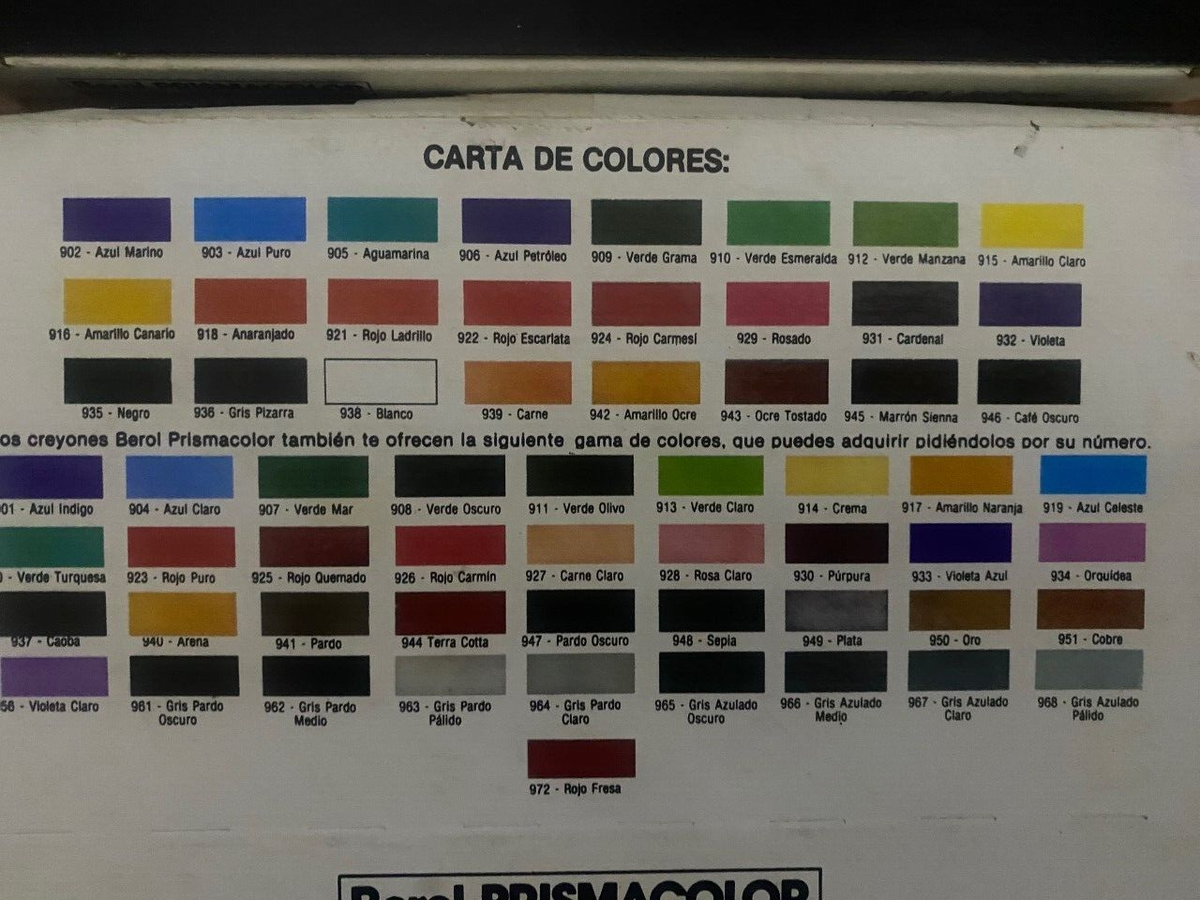 CARTA DE COLORES:
902 - Azul Marino 903 - Azul Puro 905 - Aguamarina 906 - Azul Petróleo 909 - Verde Grama 910 - Verde Esmeralda 912 - Verde Manzana 915 - Amarillo Claro
916 - Amarillo Canario 918 - Anaranjado 921 - Rojo Ladrillo 922 - Rojo Escarlata 924 - Rojo Carmesí 929 - Rosado 931 - Cardenal 932 - Violeta
935 - Negro 936 - Gris Pizarra 938 - Blanco 939 - Carne 942 - Amarillo Ocre 943 - Ocre Tostado 945 - Marrón Sienna 946 - Café Oscuro
os creyones Berol Prismacolor también te ofrecen la siguiente gama de colores, que puedes adquirir pidiéndolos por su número.
01 - Azul Indigo 904 - Azul Claro 907 - Verde Mar 908 - Verde Oscuro 911 - Verde Olivo 913 - Verde Claro 914 - Crema 917 - Amarillo Naranja 919 - Azul Celeste
- Verde Turquesa 923 - Rojo Puro 925 - Rojo Quemado 926 - Rojo Carmín 927 - Carne Claro 928 - Rosa Claro 930 - Púrpura 933 - Violeta Azul 934 - Orquídea
937 - Caoba 940 - Arena 941 - Pardo 944 Terra Cotta 947 - Pardo Oscuro 948 - Sepia 949 - Plata 950 - Oro 951 - Cobre
56 - Violeta Claro 961 - Gris Pardo 962 - Gris Pardo 963 - Gris Pardo 964 - Gris Pardo 965 - Gris Azulado 966 - Gris Azulado 967 - Gris Azulado 968 - Gris Azulado
Oscuro Medio Pálido Claro Oscuro Medio Claro Pálido
972 - Rojo Fresa
Berol PRISMACOLOR